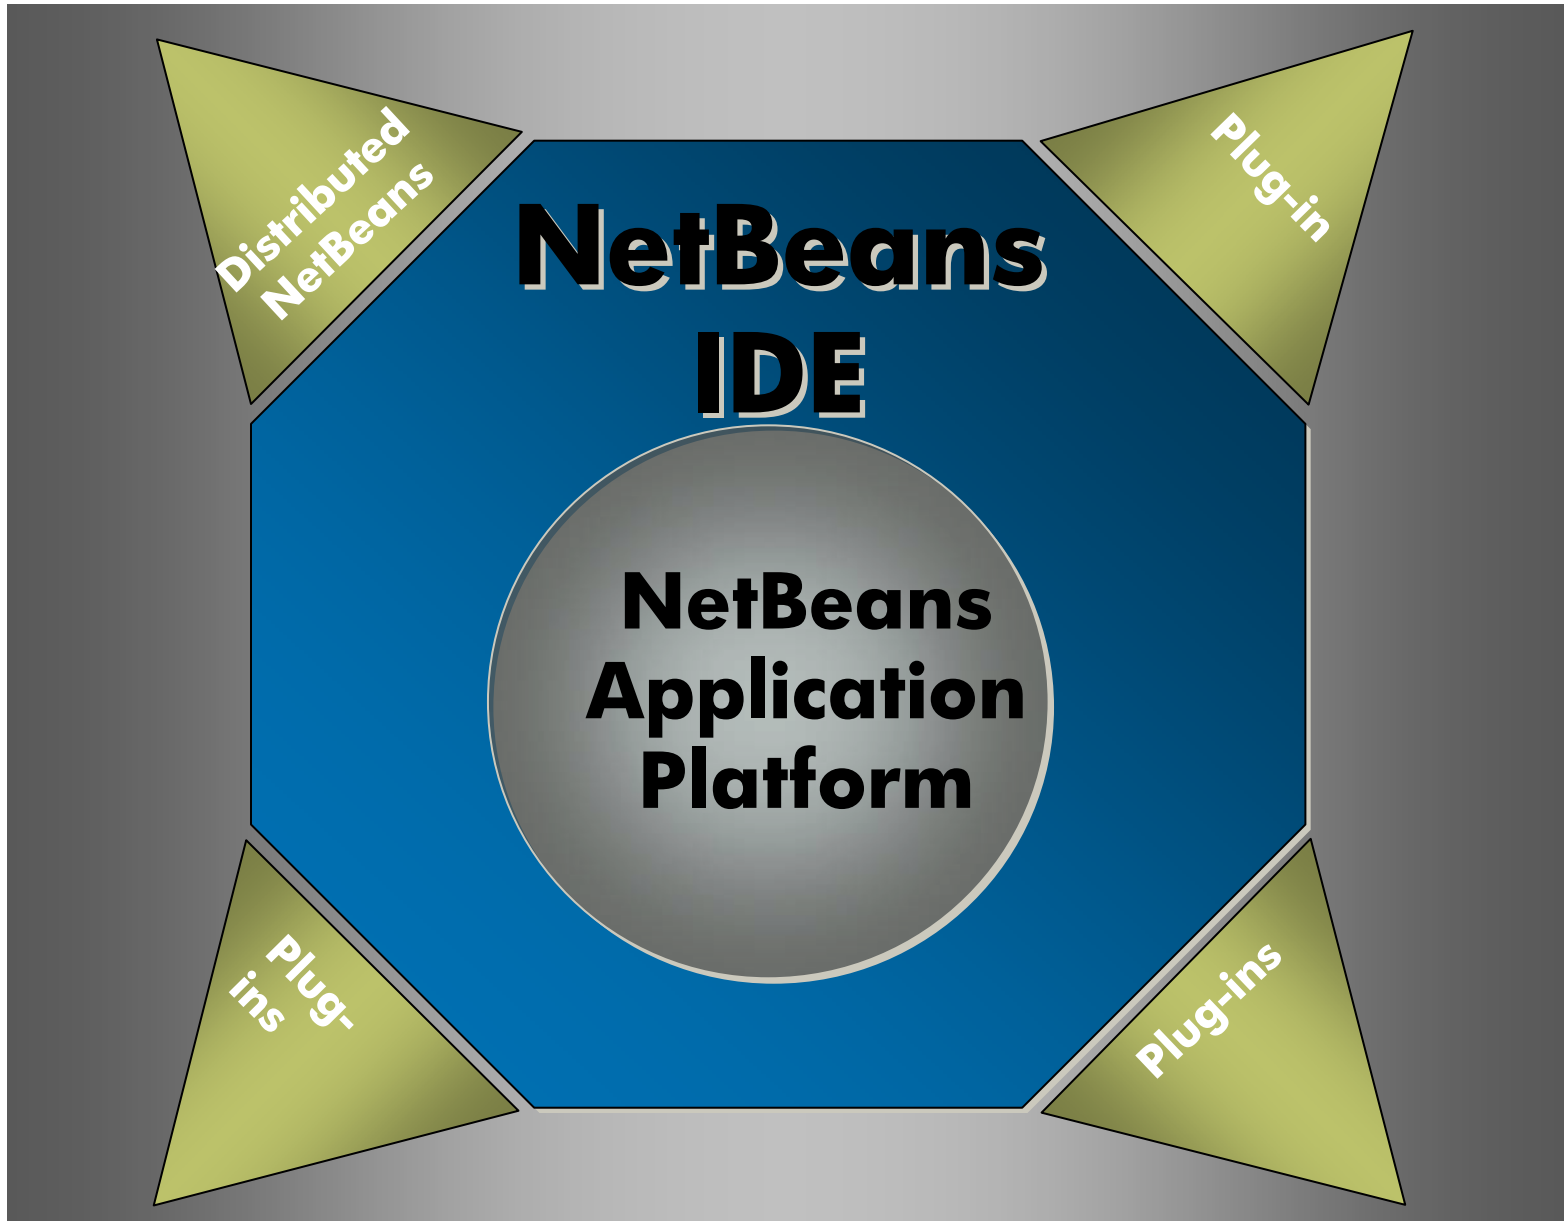 Distributed
NetBeans
Plug-in
NetBeans
IDE
NetBeans
Application
Platform
Plug-
ins
Plug-ins